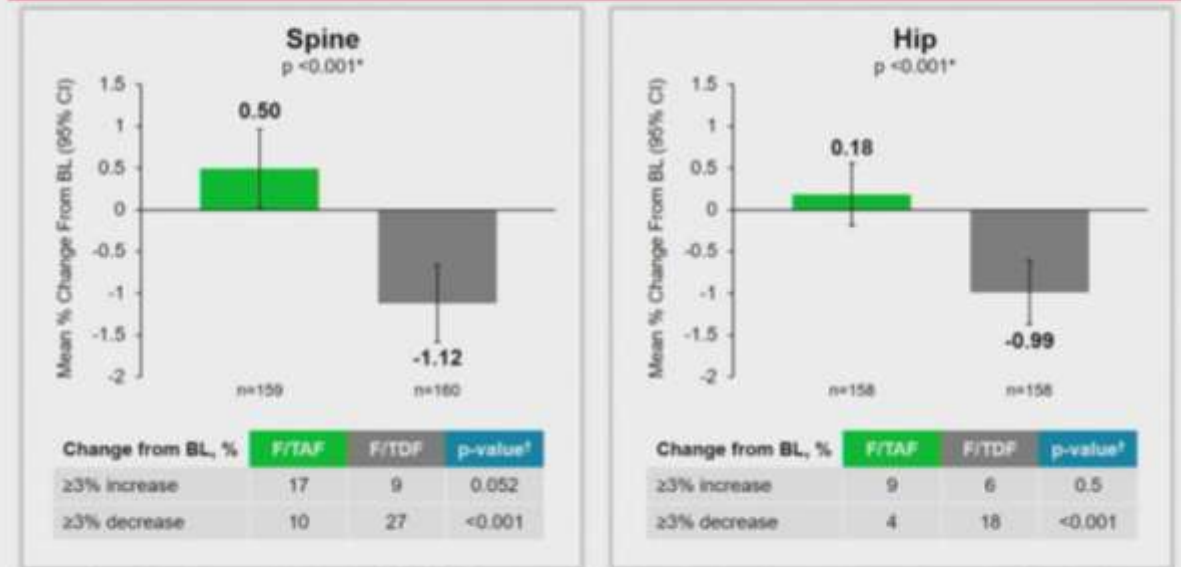 Spine
p <0.001*
Mean % Change From BL (95% CI)
1.5
1
0.5
0
-0.5
-1
-1.5
-2
0.50
-1.12
n=159
n=160
Change from BL, % F/TAF F/TDF p-value†
≥3% increase 17 9 0.052
≥3% decrease 10 27 <0.001
Hip
p <0.001*
Mean % Change From BL (95% CI)
1.5
1
0.5
0
-0.5
-1
-1.5
-2
0.18
-0.99
n=158
n=158
Change from BL, % F/TAF F/TDF p-value†
≥3% increase 9 6 0.5
≥3% decrease 4 18 <0.001